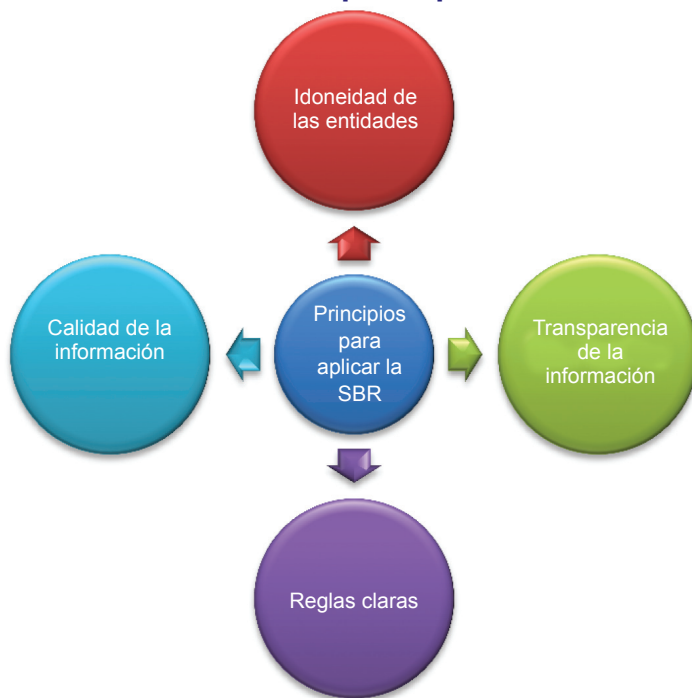 Idoneidad de
las entidades
Calidad de la
información
Principios
para
aplicar la
SBR
Transparencia
de la
información
Reglas claras